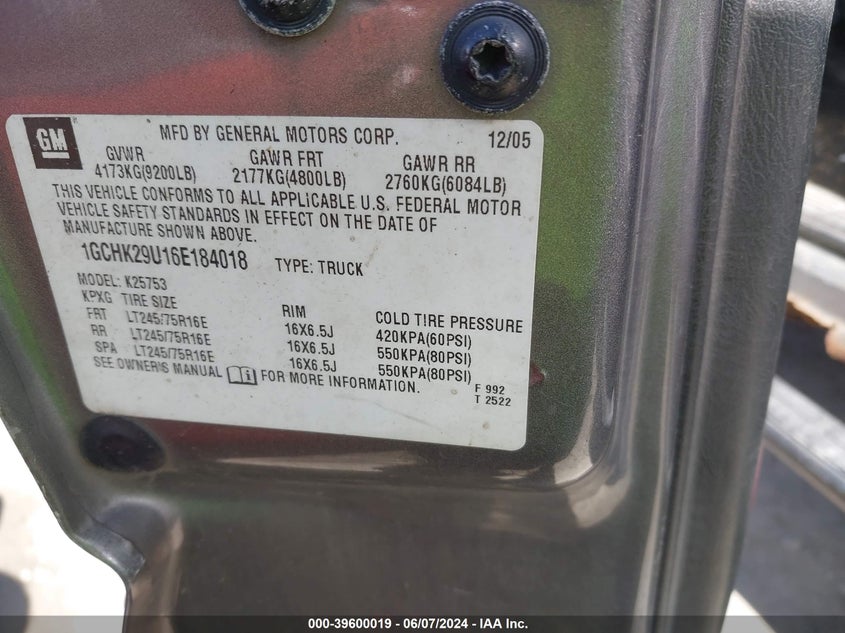 GM MFD BY GENERAL MOTORS CORP. 12/05
GVWR GAWR FRT GAWR RR
4173KG(9200LB) 2177KG(4800LB) 2760KG(6084LB)
THIS VEHICLE CONFORMS TO ALL APPLICABLE U.S. FEDERAL MOTOR
VEHICLE SAFETY STANDARDS IN EFFECT ON THE DATE OF
MANUFACTURE SHOWN ABOVE.
1GCHK29U16E184018 TYPE: TRUCK
MODEL: K25753
KPXG TIRE SIZE RIM COLD TIRE PRESSURE
FRT LT245/75R16E 16X6.5J 420KPA(60PSI)
RR LT245/75R16E 16X6.5J 550KPA(80PSI)
SPA LT245/75R16E 16X6.5J 550KPA(80PSI)
SEE OWNER'S MANUAL FOR MORE INFORMATION.
F 992
T 2522
000-39600019 - 06/07/2024 - IAA Inc.